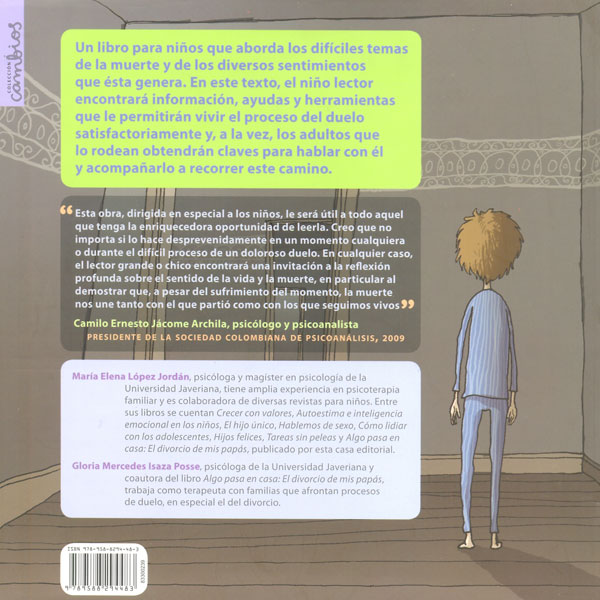 COLECCIÓN
cambios
Un libro para niños que aborda los difíciles temas
de la muerte y de los diversos sentimientos
que ésta genera. En este texto, el niño lector
encontrará información, ayudas y herramientas
que le permitirán vivir el proceso del duelo
satisfactoriamente y, a la vez, los adultos que
lo rodean obtendrán claves para hablar con él
y acompañarlo a recorrer este camino.
“Esta obra, dirigida en especial a los niños, le será útil a todo aquel
que tenga la enriquecedora oportunidad de leerla. Creo que no
importa si lo hace desprevenidamente en un momento cualquiera
o durante el difícil proceso de un doloroso duelo. En cualquier caso,
el lector grande o chico encontrará una invitación a la reflexión
profunda sobre el sentido de la vida y la muerte, en particular al
demostrar que, a pesar del sufrimiento del momento, la muerte
nos une tanto con el que partió como con los que seguimos vivos”
Camilo Ernesto Jácome Archila, psicólogo y psicoanalista
PRESIDENTE DE LA SOCIEDAD COLOMBIANA DE PSICOANÁLISIS, 2009
María Elena López Jordán, psicóloga y magíster en psicología de la
Universidad Javeriana, tiene amplia experiencia en psicoterapia
familiar y es colaboradora de diversas revistas para niños. Entre
sus libros se cuentan Crecer con valores, Autoestima e inteligencia
emocional en los niños, El hijo único, Hablemos de sexo, Cómo lidiar
con los adolescentes, Hijos felices, Tareas sin peleas y Algo pasa en
casa: El divorcio de mis papás, publicado por esta casa editorial.
Gloria Mercedes Isaza Posse, psicóloga de la Universidad Javeriana y
coautora del libro Algo pasa en casa: El divorcio de mis papás,
trabaja como terapeuta con familias que afrontan procesos
de duelo, en especial el del divorcio.
ISBN 978-958-8294-48-3
9789588294483